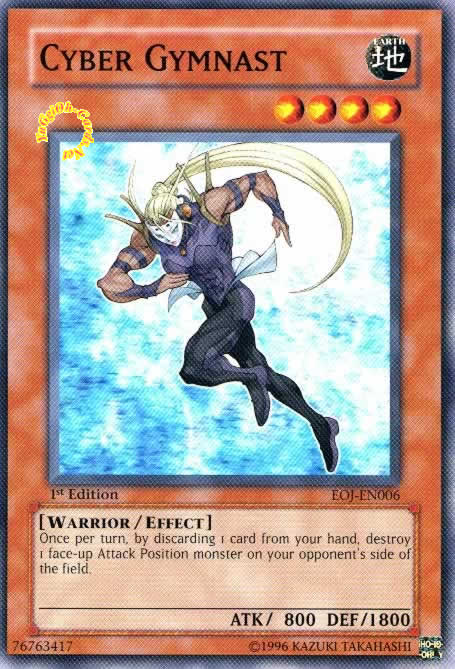 CYBER GYMNAST
EARTH
地
1st Edition
EOJ-EN006
[WARRIOR / EFFECT]
Once per turn, by discarding 1 card from your hand, destroy
1 face-up Attack Position monster on your opponent's side of
the field.
ATK/ 800 DEF/1800
76763417
©1996 KAZUKI TAKAHASHI